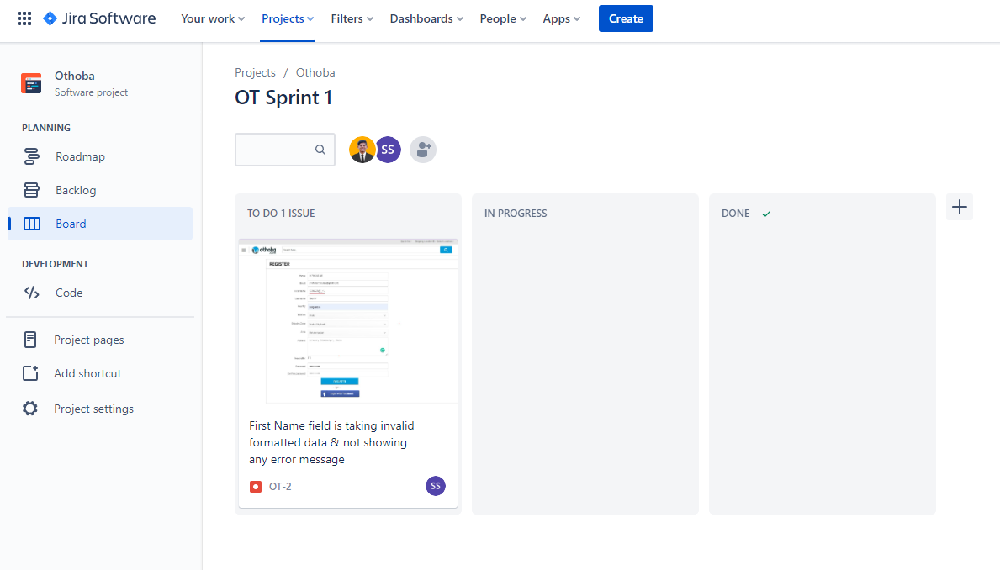 Jira Software
Your work
Projects
Filters
Dashboards
People
Apps
Create
Othoba
Software project
PLANNING
Roadmap
Backlog
Board
DEVELOPMENT
Code
Project pages
Add shortcut
Project settings
Projects / Othoba
OT Sprint 1
SS
TO DO 1 ISSUE
IN PROGRESS
DONE
othoba
REGISTER
First Name field is taking invalid
formatted data & not showing
any error message
OT-2
SS